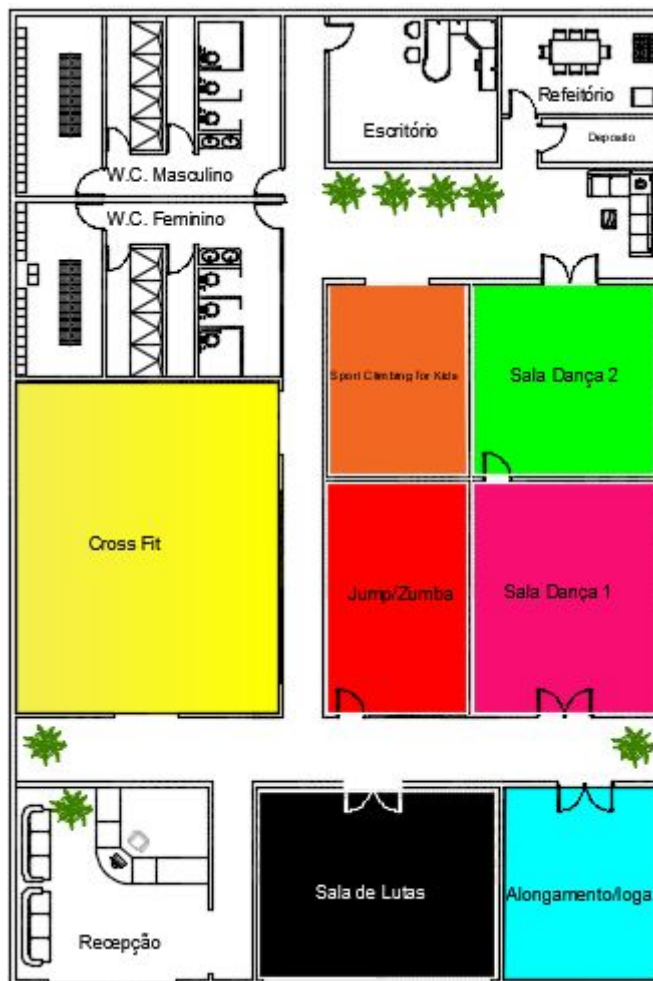 Escritório
Refeitório
Deposito
W.C. Masculino
W.C. Feminino
Sport Climbing for Kids
Sala Dança 2
Cross Fit
Jump/Zumba
Sala Dança 1
Sala de Lutas
Alongamento/Ioga
Recepção